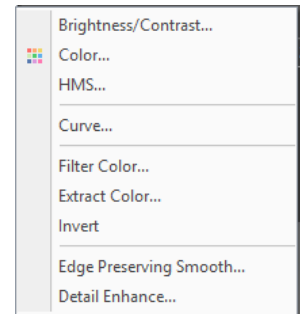 Brightness/Contrast...
Color...
HMS...
Curve...
Filter Color...
Extract Color...
Invert
Edge Preserving Smooth...
Detail Enhance...